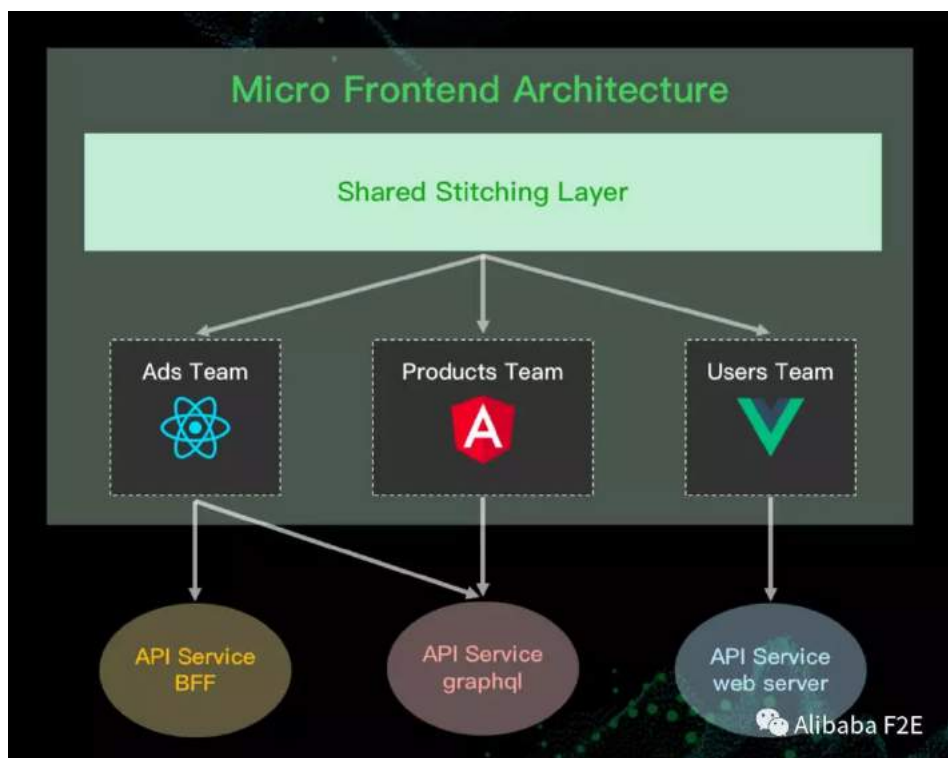 Micro Frontend Architecture
Shared Stitching Layer
Ads Team
Products Team
Users Team
API Service
BFF
API Service
graphql
API Service
web server
Alibaba F2E